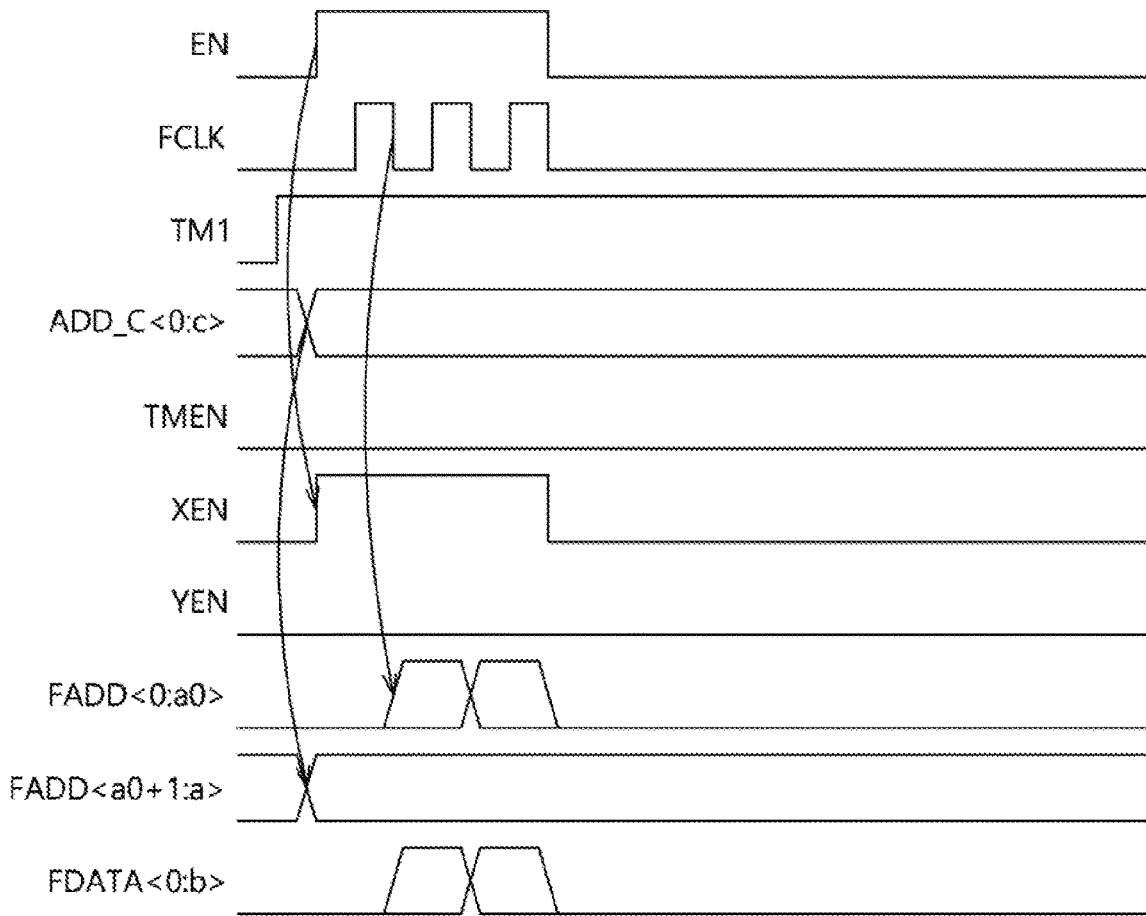 EN
FCLK
TM1
ADD_C<0:c>
TMEN
XEN
YEN
FADD<0:a0>
FADD<a0+1:a>
FDATA<0:b>